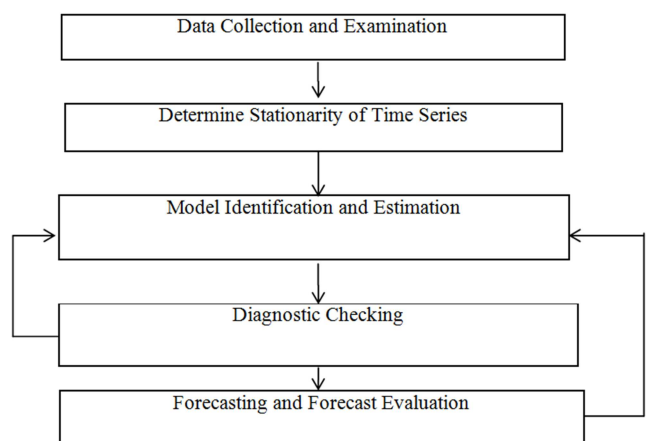 Data Collection and Examination
Determine Stationarity of Time Series
Model Identification and Estimation
Diagnostic Checking
Forecasting and Forecast Evaluation